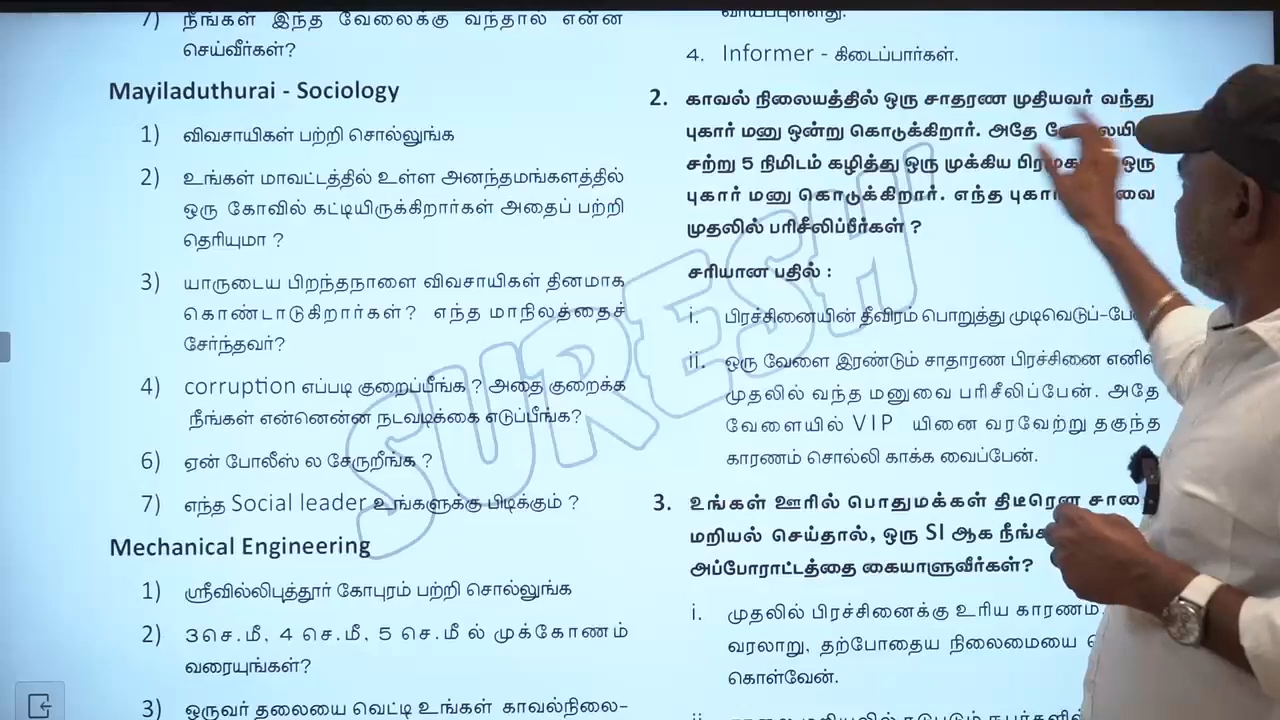 7) நீங்கள் இந்த வேலைக்கு வந்தால் என்ன
செய்வீர்கள்?
Mayiladuthurai - Sociology
1) விவசாயிகள் பற்றி சொல்லுங்க
2) உங்கள் மாவட்டத்தில் உள்ள அனந்தமங்களத்தில்
ஒரு கோவில் கட்டியிருக்கிறார்கள் அதைப் பற்றி
தெரியுமா ?
3) யாருடைய பிறந்தநாளை விவசாயிகள் தினமாக
கொண்டாடுகிறார்கள்? எந்த மாநிலத்தைச்
சேர்ந்தவர்?
4) corruption எப்படி குறைப்பீங்க ? அதை குறைக்க
நீங்கள் என்னென்ன நடவடிக்கை எடுப்பீங்க?
6) ஏன் போலீஸ் ல சேருறீங்க ?
7) எந்த Social leader உங்களுக்கு பிடிக்கும் ?
Mechanical Engineering
1) ஸ்ரீவில்லிபுத்தூர் கோபுரம் பற்றி சொல்லுங்க
2) 3செ.மீ, 4 செ.மீ, 5 செ.மீ ல் முக்கோணம்
வரையுங்கள்?
3) ஒருவர் தலையை வெட்டி உங்கள் காவல்நிலை-
4. Informer - கிடைப்பார்கள்.
2. காவல் நிலையத்தில் ஒரு சாதரண முதியவர் வந்து
புகார் மனு ஒன்று கொடுக்கிறார். அதே
சற்று 5 நிமிடம் கழித்து ஒரு முக்கிய ஒரு
புகார் மனு கொடுக்கிறார். எந்த
முதலில் பரிசீலிப்பீர்கள் ?
சரியான பதில் :
i. பிரச்சினையின் தீவிரம் பொறுத்து
ii. ஒரு வேளை இரண்டும் சாதாரண பிரச்சினை
முதலில் வந்த மனுவை பரிசீலிப்பேன். அதே
வேளையில் VIP யினை வரவேற்று தகுந்த
காரணம் சொல்லி காக்க வைப்பேன்.
3. உங்கள் ஊரில் பொதுமக்கள் திடீரென
மறியல் செய்தால், ஒரு SI ஆக
அப்போராட்டத்தை கையாளுவீர்கள்?
i. முதலில் பிரச்சினைக்கு உரிய
வரலாறு, தற்போதைய நிலைமையை
கொள்வேன்.
SURESH